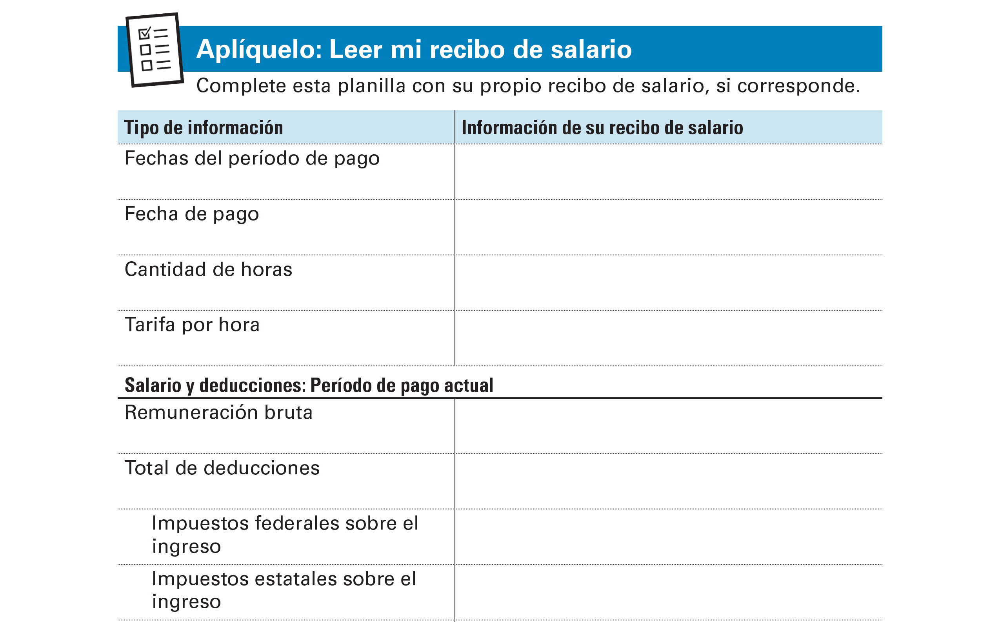 Aplíquelo: Leer mi recibo de salario
Complete esta planilla con su propio recibo de salario, si corresponde.
Tipo de información
Información de su recibo de salario
Fechas del período de pago
Fecha de pago
Cantidad de horas
Tarifa por hora
Salario y deducciones: Período de pago actual
Remuneración bruta
Total de deducciones
Impuestos federales sobre el
ingreso
Impuestos estatales sobre el
ingreso